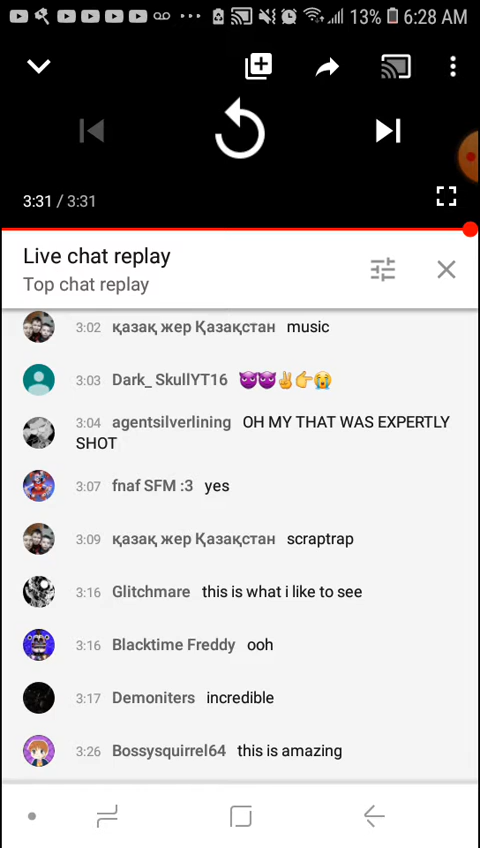 13% 6:28 AM
3:31 / 3:31
Live chat replay
Top chat replay
3:02 қазақ жер Қазақстан music
3:03 Dark_ SkullYT16 😈😈✌👉😭
3:04 agentsilverlining OH MY THAT WAS EXPERTLY
SHOT
3:07 fnaf SFM :3 yes
3:09 қазақ жер Қазақстан scraptrap
3:16 Glitchmare this is what i like to see
3:16 Blacktime Freddy ooh
3:17 Demoniters incredible
3:26 Bossysquirrel64 this is amazing